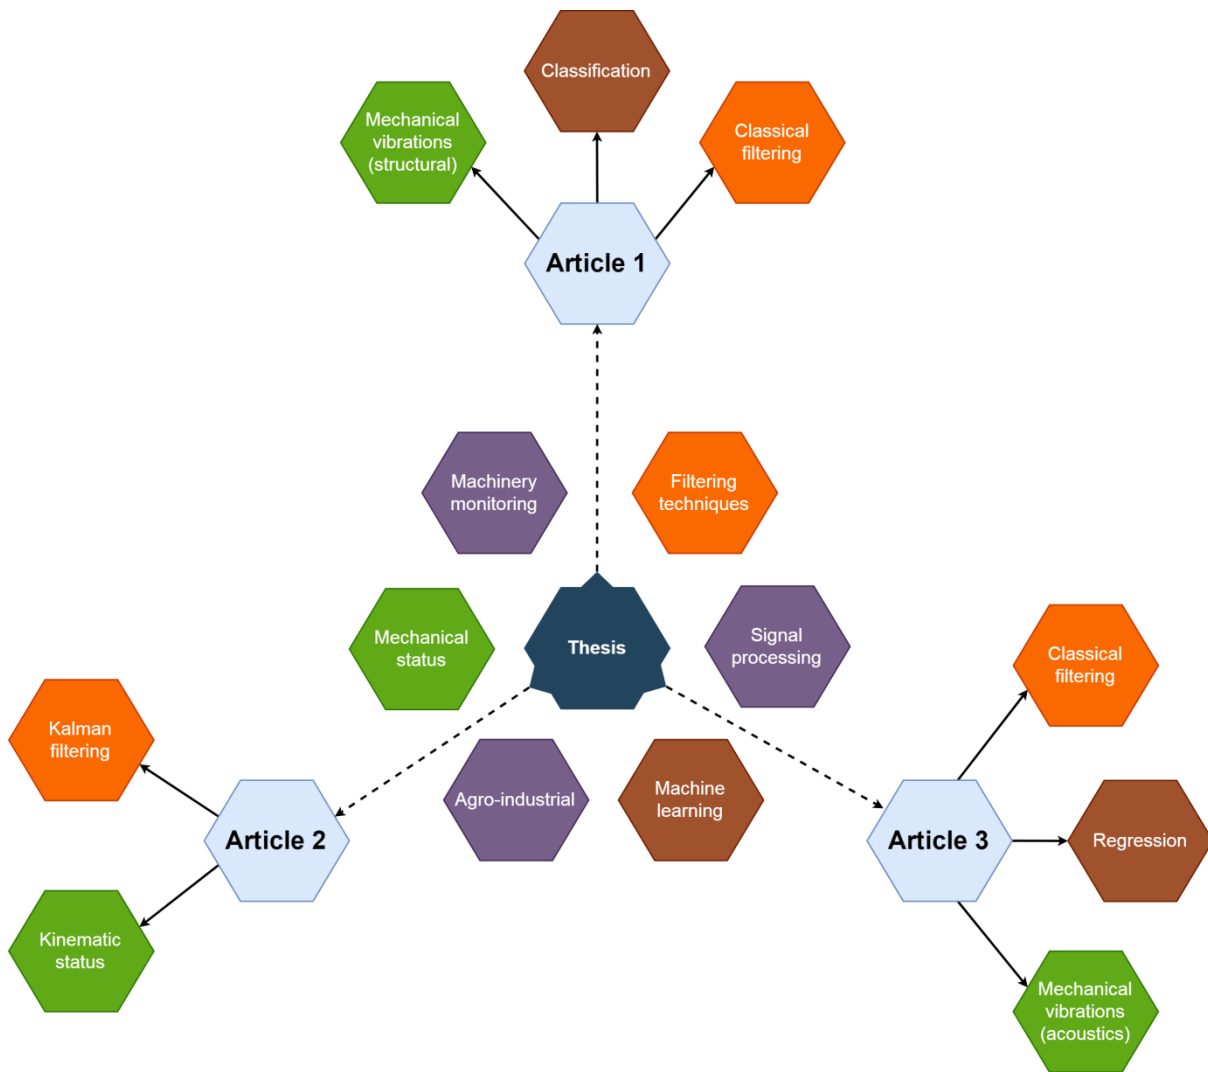 Classification
Mechanical
vibrations
(structural)
Classical
filtering
Article 1
Machinery
monitoring
Filtering
techniques
Mechanical
status
Thesis
Signal
processing
Classical
filtering
Kalman
filtering
Agro-industrial
Machine
learning
Article 2
Article 3
Regression
Kinematic
status
Mechanical
vibrations
(acoustics)